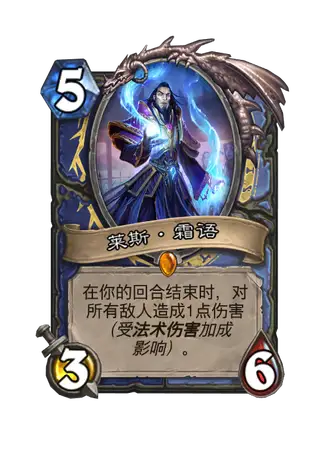 5
莱斯·霜语
在你的回合结束时，对
所有敌人造成1点伤害
（受法术伤害加成
影响）。
3
6